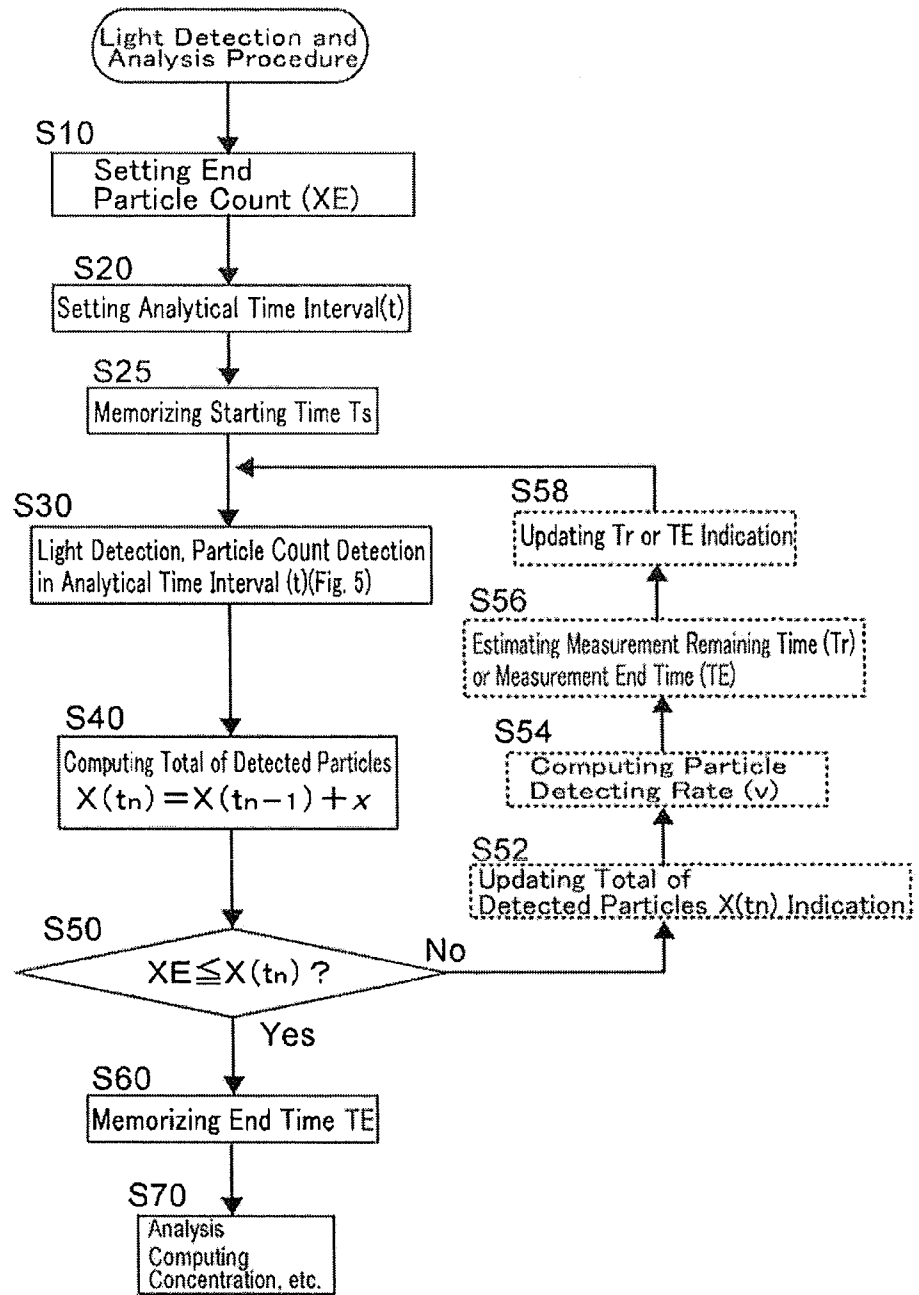 Light Detection and
Analysis Procedure
S10
Setting End
Particle Count (XE)
S20
Setting Analytical Time Interval(t)
S25
Memorizing Starting Time Ts
S30
Light Detection, Particle Count Detection
in Analytical Time Interval (t)(Fig. 5)
S40
Computing Total of Detected Particles
X(tn)=X(tn-1)+x
S50
XE≦X(tn)?
No
Yes
S52
Updating Total of
Detected Particles X(tn) Indication
S54
Computing Particle
Detecting Rate (v)
S56
Estimating Measurement Remaining Time (Tr)
or Measurement End Time (TE)
S58
Updating Tr or TE Indication
S60
Memorizing End Time TE
S70
Analysis
Computing
Concentration, etc.